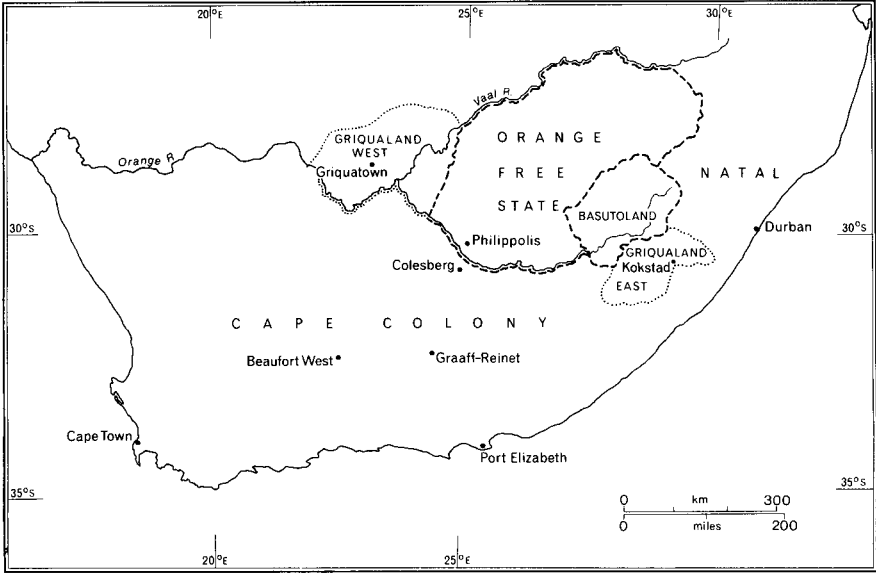 20°E
25°E
30°E
Vaal R.
GRIQUALAND
WEST
Griquatown
Orange R.
ORANGE
FREE
STATE
NATAL
BASUTOLAND
30°S
30°S
Durban
Philippolis
Colesberg
GRIQUALAND
Kokstad
EAST
CAPE COLONY
Beaufort West
Graaff-Reinet
Cape Town
Port Elizabeth
35°S
35°S
0 km 300
0 miles 200
20°E
25°E